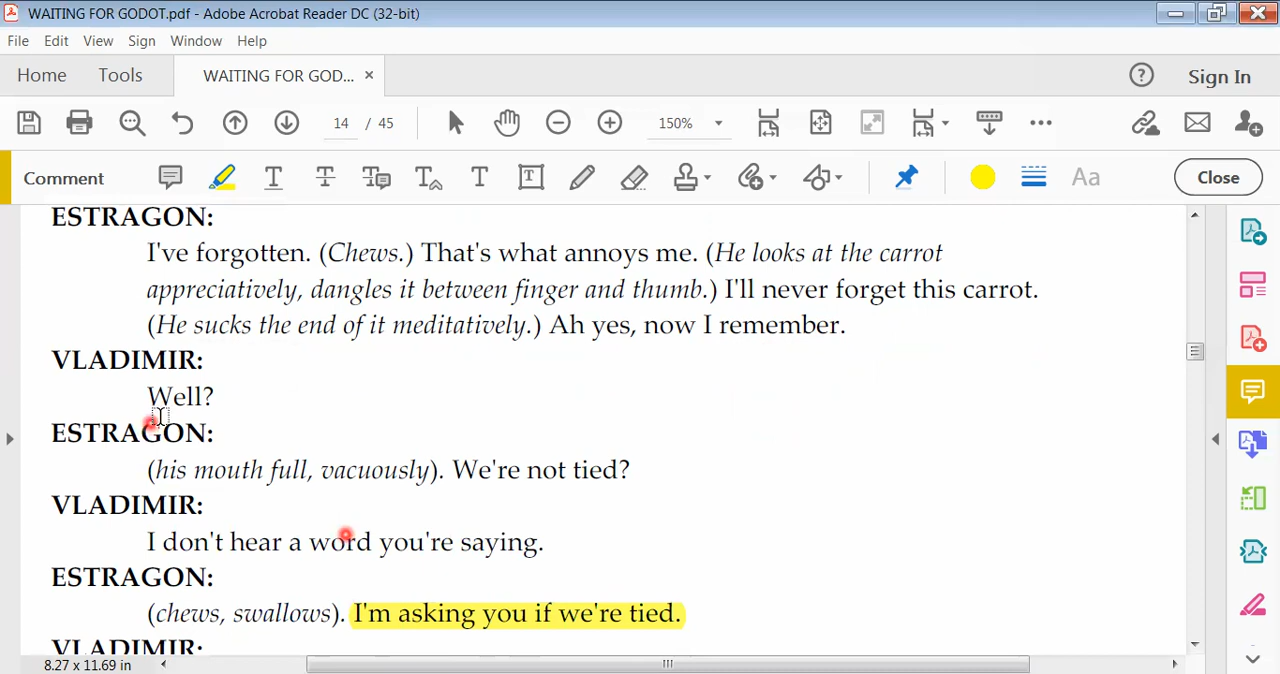 WAITING FOR GODOT.pdf - Adobe Acrobat Reader DC (32-bit)
File Edit View Sign Window Help
Home Tools WAITING FOR GOD... × ? Sign In
14 / 45 150%
Comment T T T T T T Aa Close
ESTRAGON:
I've forgotten. (Chews.) That's what annoys me. (He looks at the carrot
appreciatively, dangles it between finger and thumb.) I'll never forget this carrot.
(He sucks the end of it meditatively.) Ah yes, now I remember.
VLADIMIR:
Well?
ESTRAGON:
(his mouth full, vacuously). We're not tied?
VLADIMIR:
I don't hear a word you're saying.
ESTRAGON:
(chews, swallows). I'm asking you if we're tied.
VLADIMIR:
8.27 x 11.69 in